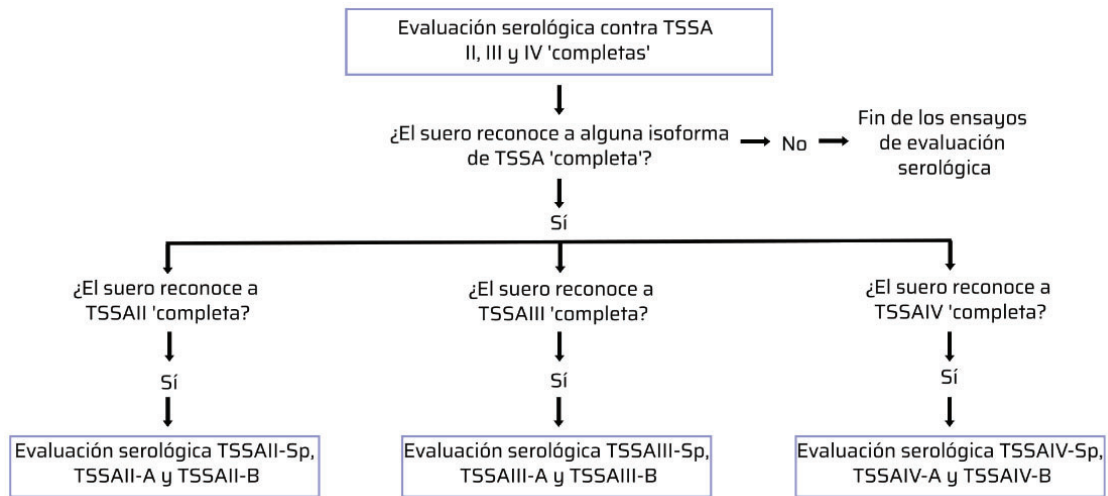 Evaluación serológica contra TSSA
II, III y IV 'completas'
¿El suero reconoce a alguna isoforma
de TSSA 'completa'?
No
Fin de los ensayos
de evaluación
serológica
Sí
¿El suero reconoce a
TSSAII 'completa?
¿El suero reconoce a
TSSAIII 'completa?
¿El suero reconoce a
TSSAIV 'completa?
Sí
Sí
Sí
Evaluación serológica TSSAII-Sp,
TSSAII-A y TSSAII-B
Evaluación serológica TSSAIII-Sp,
TSSAIII-A y TSSAIII-B
Evaluación serológica TSSAIV-Sp,
TSSAIV-A y TSSAIV-B